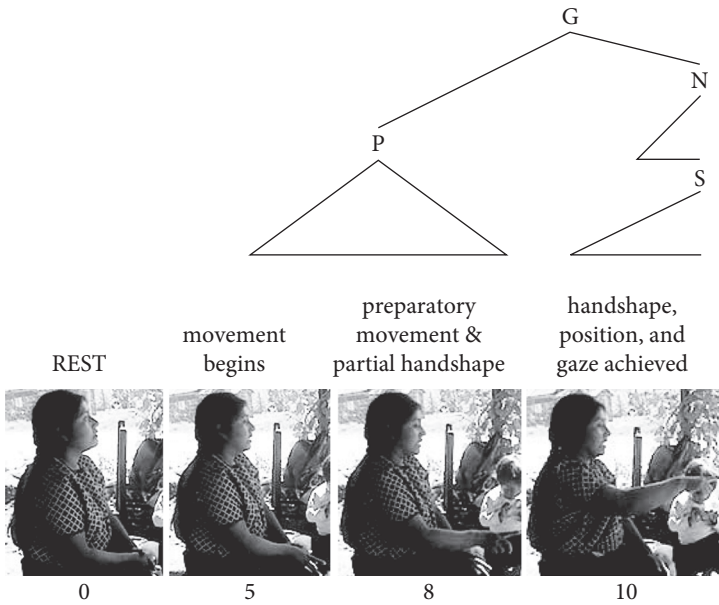 G
N
P
S
REST
movement
begins
preparatory
movement &
partial handshape
handshape,
position, and
gaze achieved
0
5
8
10